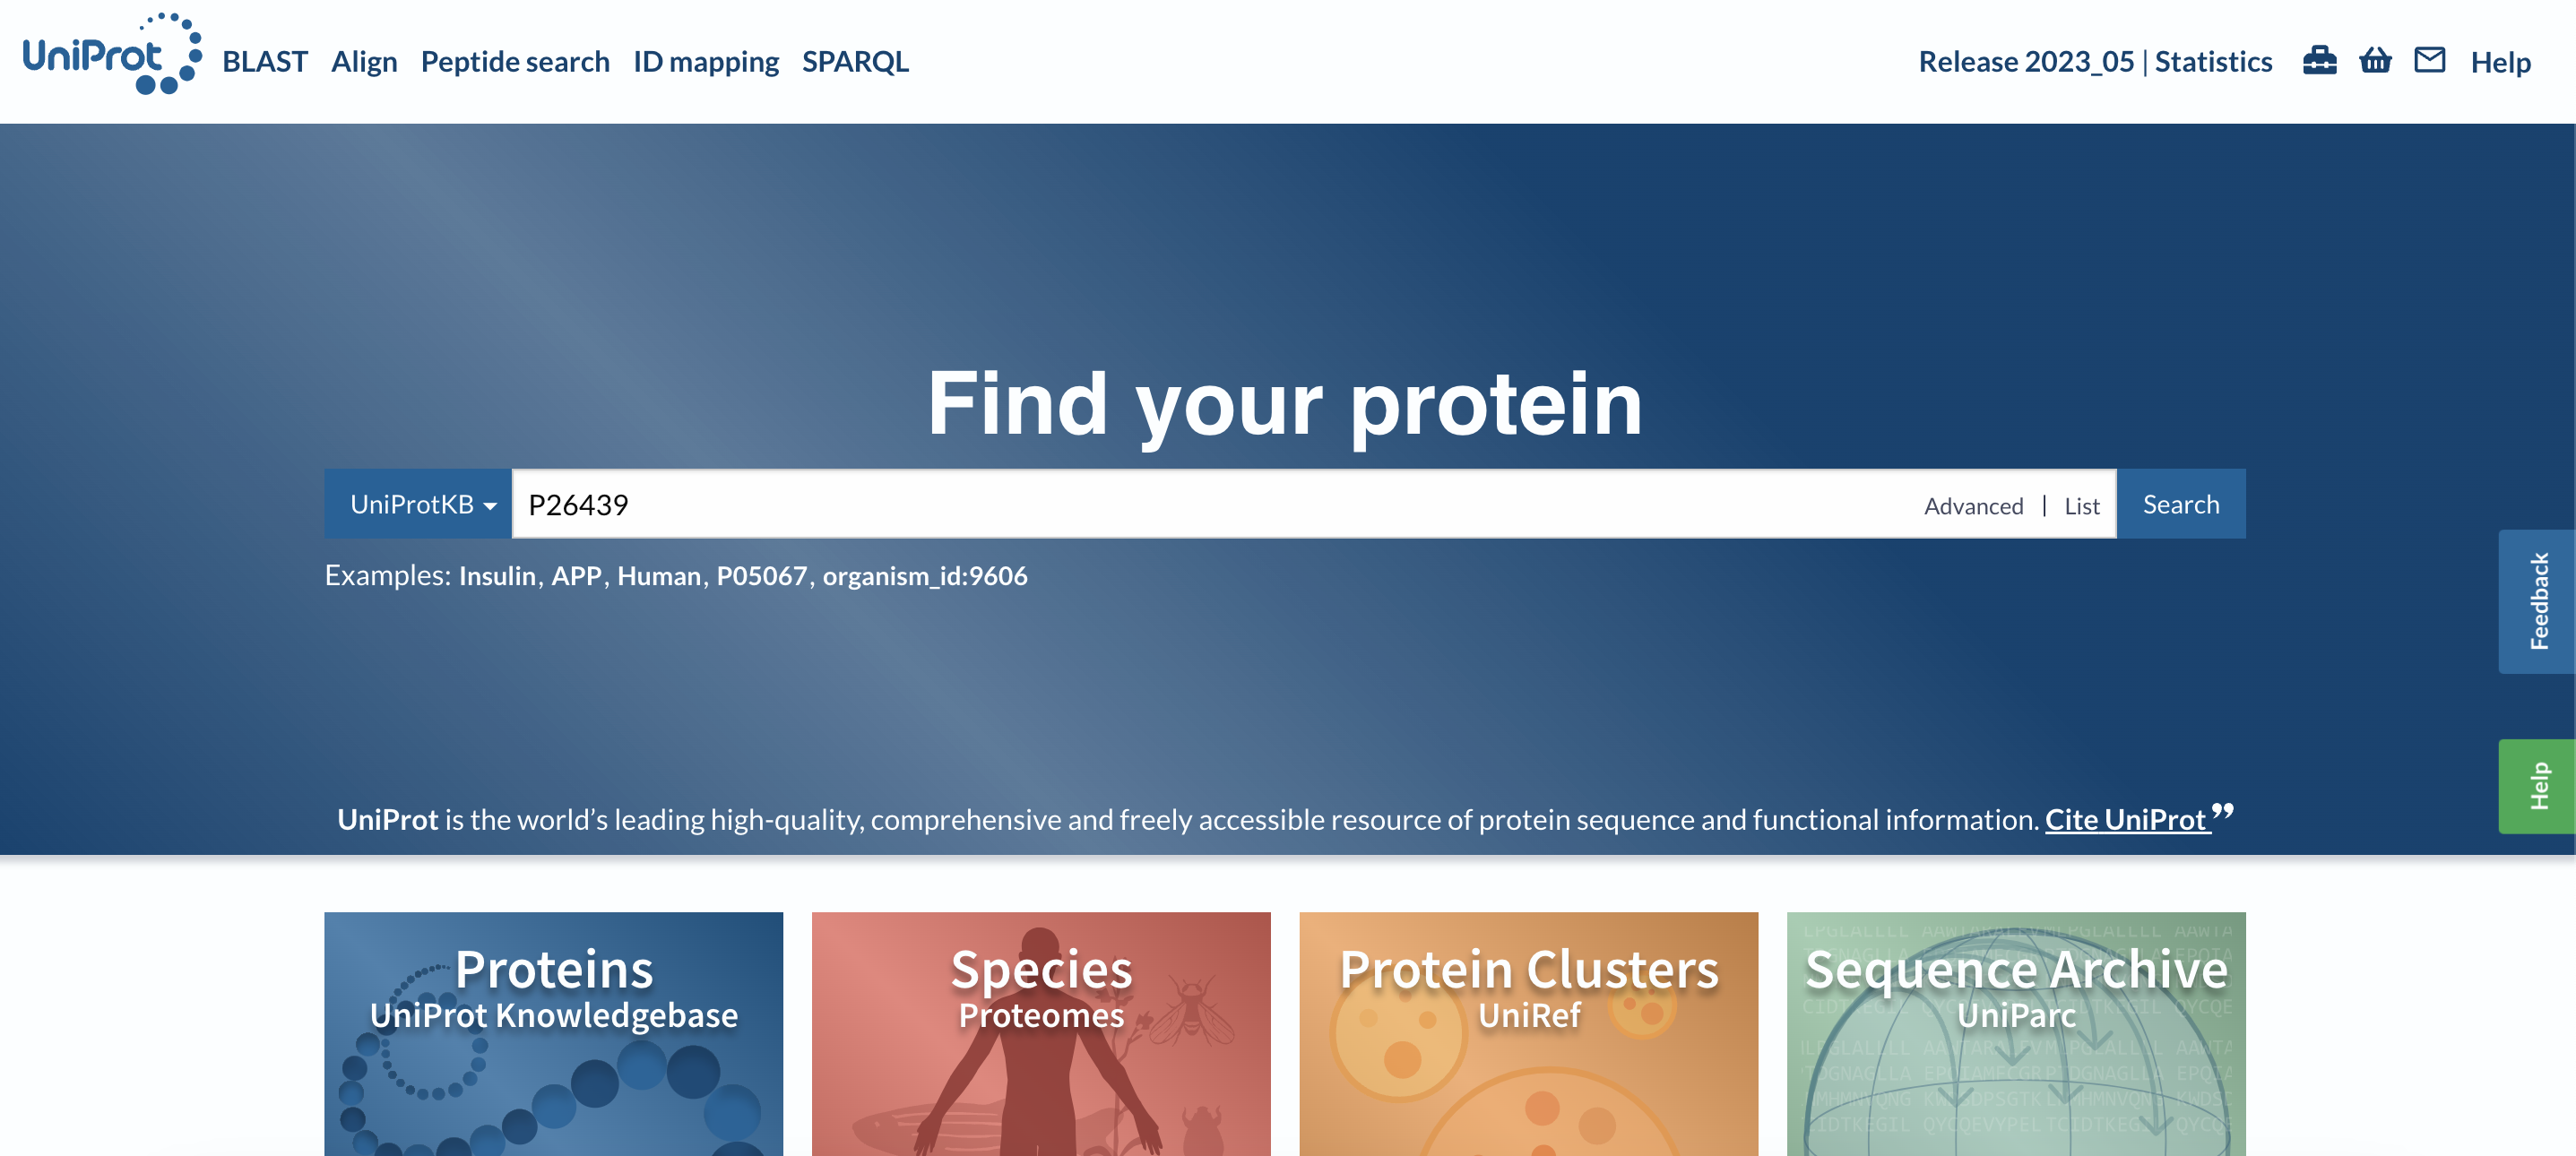 UniProt BLAST Align Peptide search ID mapping SPARQL Release 2023_05 | Statistics Help
Find your protein
UniProtKB P26439 Advanced | List Search
Examples: Insulin, APP, Human, P05067, organism_id:9606
Feedback
Help
UniProt is the world’s leading high-quality, comprehensive and freely accessible resource of protein sequence and functional information. Cite UniProt
Proteins
UniProt Knowledgebase
Species
Proteomes
Protein Clusters
UniRef
Sequence Archive
UniParc